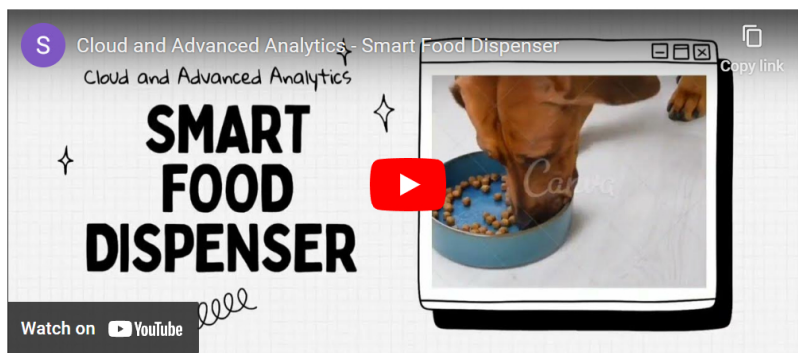 S
Cloud and Advanced Analytics - Smart Food Dispenser
Copy link
Cloud and Advanced Analytics
SMART
FOOD
DISPENSER
Canva
Watch on YouTube